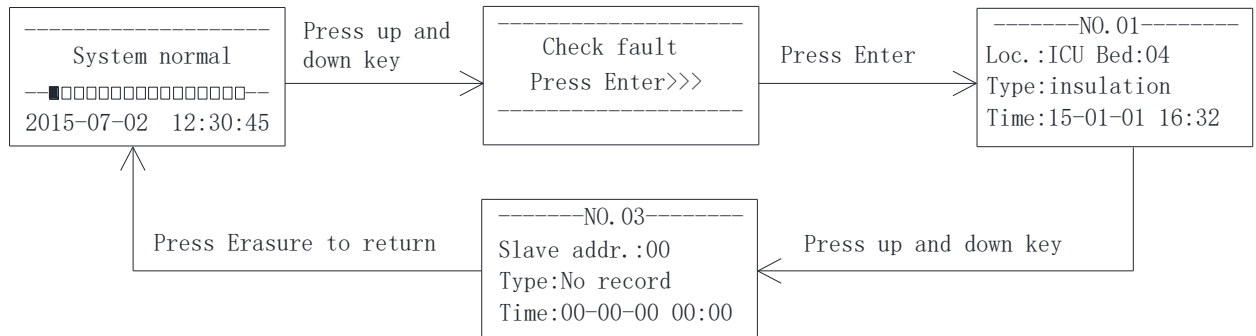 --------------------
System normal
--■□□□□□□□□□□□□□□□--
2015-07-02 12:30:45
Press up and
down key
--------------------
Check fault
Press Enter>>>
--------------------
Press Enter
-------NO.01--------
Loc.:ICU Bed:04
Type:insulation
Time:15-01-01 16:32
Press up and down key
-------NO.03--------
Slave addr.:00
Type:No record
Time:00-00-00 00:00
Press Erasure to return